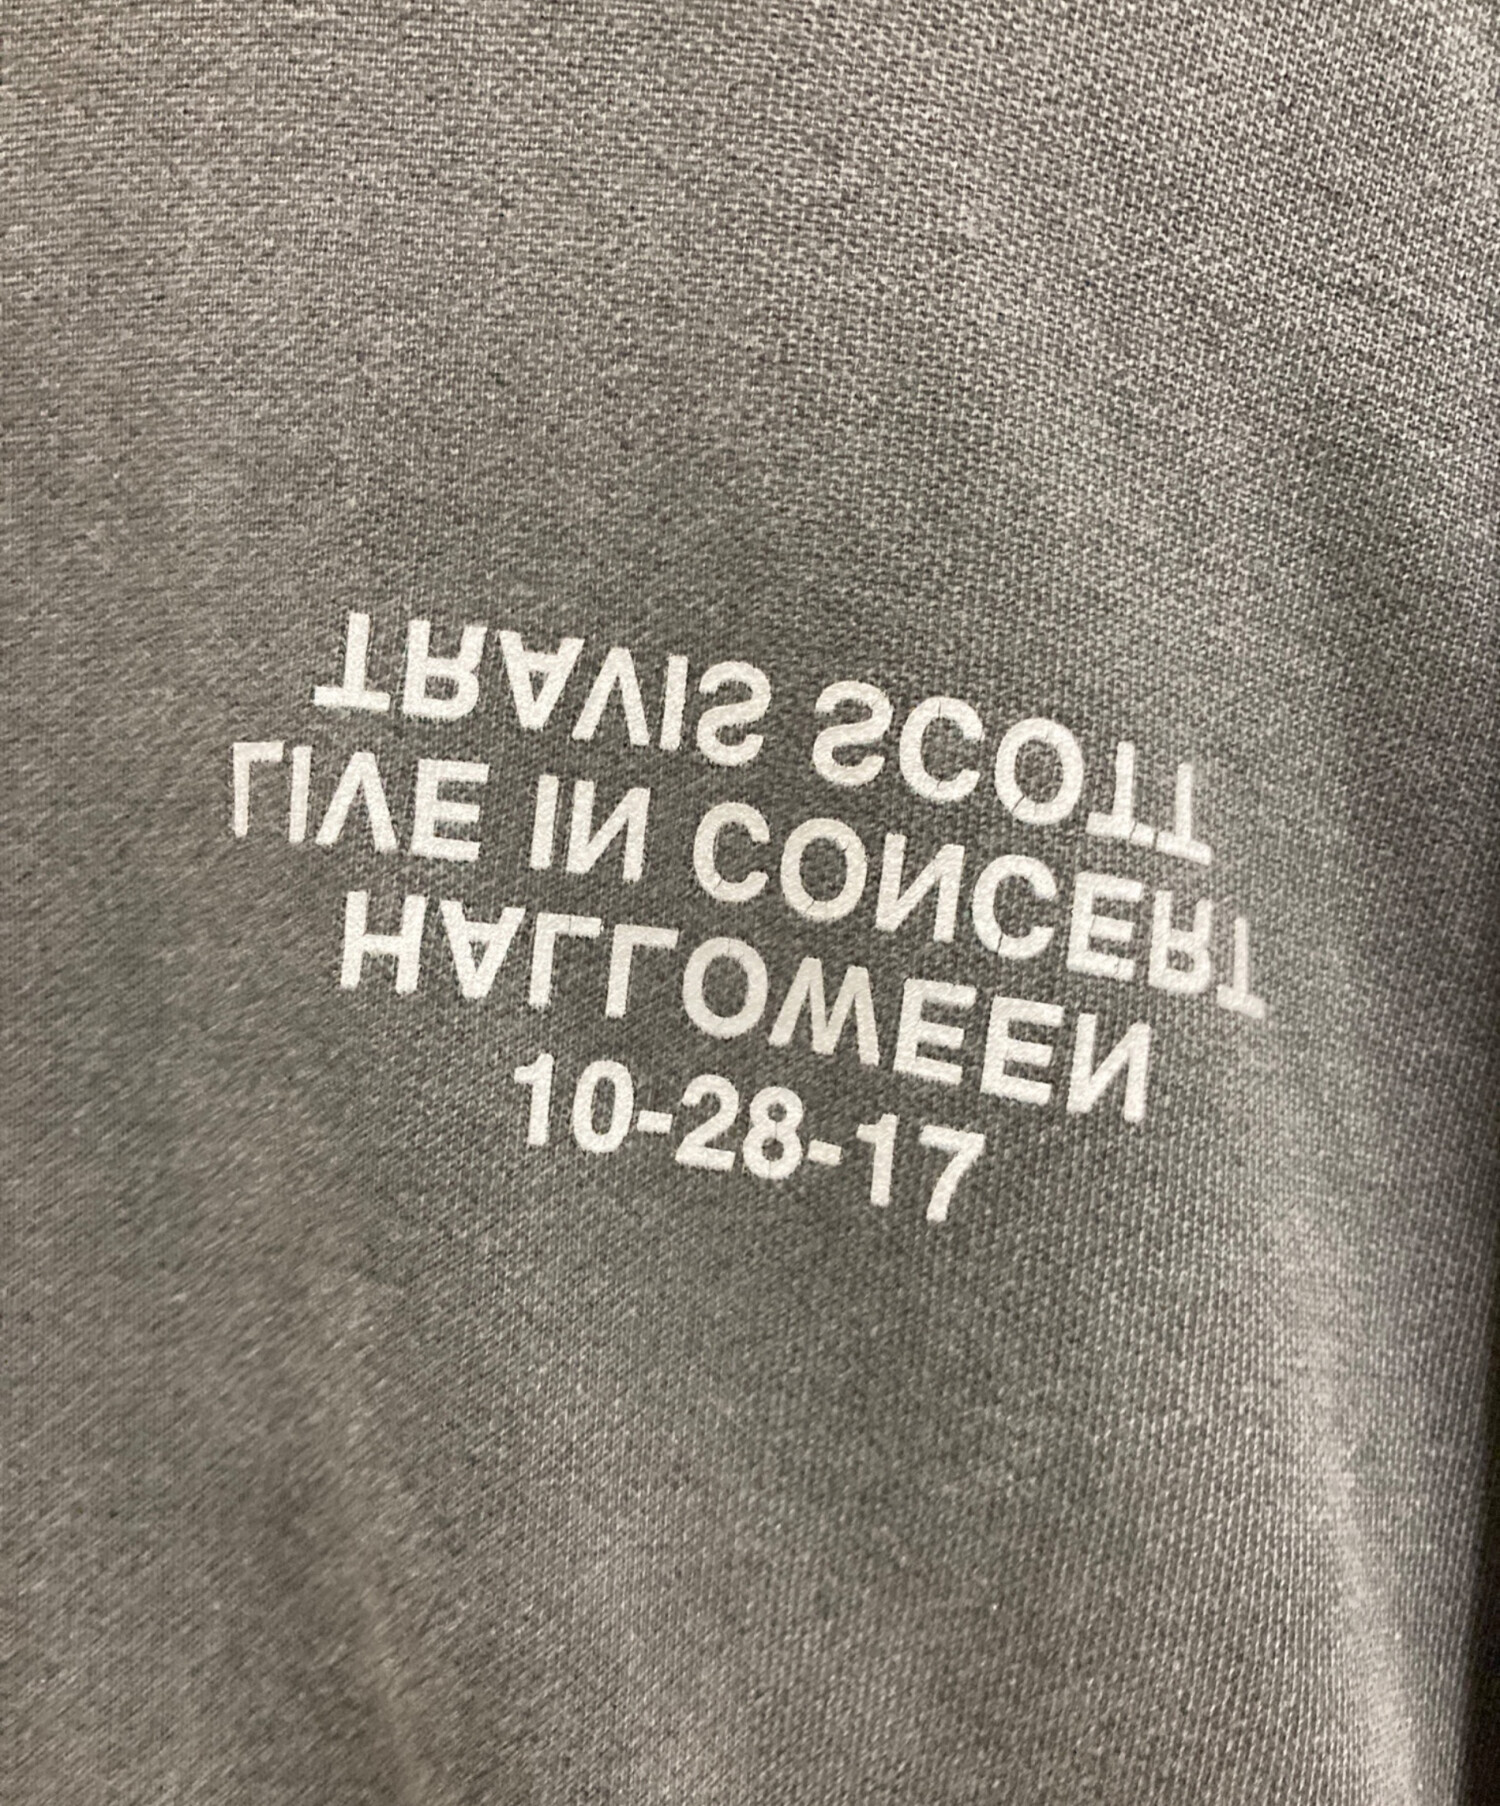 TRAVIS SCOTT
LIVE IN CONCERT
HALLOWEEN
10-28-17